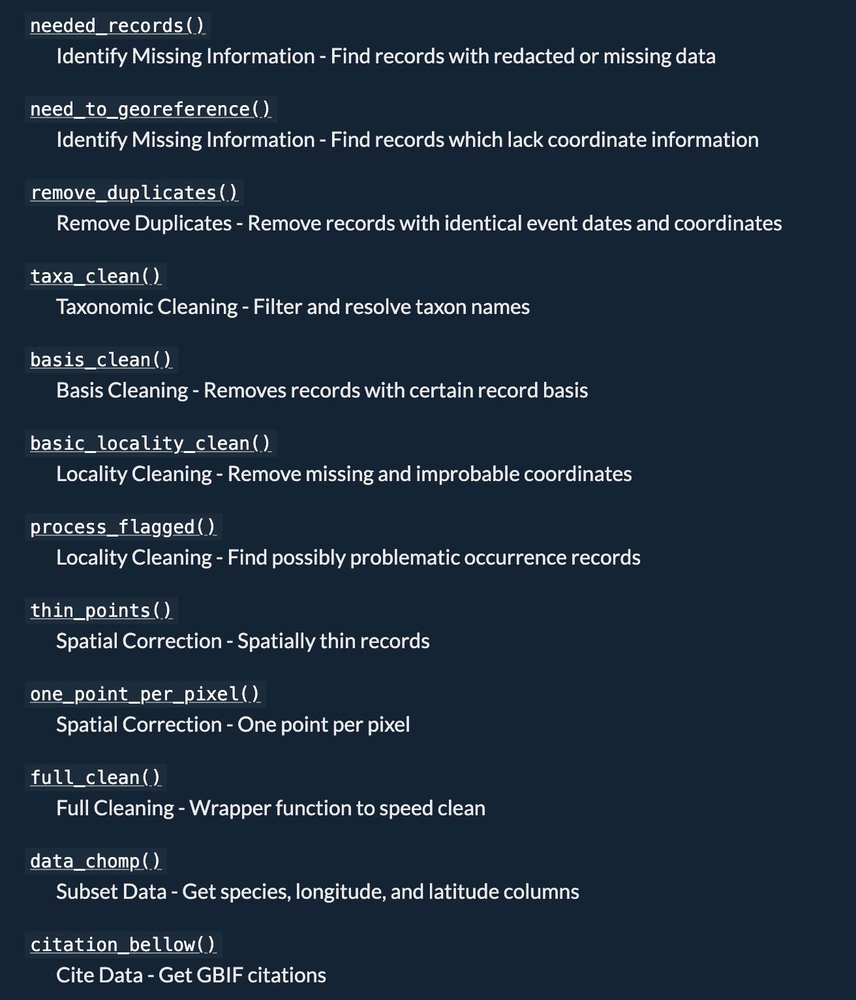 needed_records()
Identify Missing Information - Find records with redacted or missing data
need_to_georeference()
Identify Missing Information - Find records which lack coordinate information
remove_duplicates()
Remove Duplicates - Remove records with identical event dates and coordinates
taxa_clean()
Taxonomic Cleaning - Filter and resolve taxon names
basis_clean()
Basis Cleaning - Removes records with certain record basis
basic_locality_clean()
Locality Cleaning - Remove missing and improbable coordinates
process_flagged()
Locality Cleaning - Find possibly problematic occurrence records
thin_points()
Spatial Correction - Spatially thin records
one_point_per_pixel()
Spatial Correction - One point per pixel
full_clean()
Full Cleaning - Wrapper function to speed clean
data_chomp()
Subset Data - Get species, longitude, and latitude columns
citation_bellow()
Cite Data - Get GBIF citations